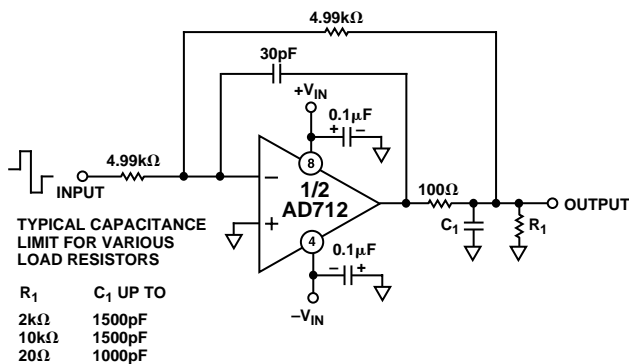 4.99kΩ
30pF
+VIN
0.1µF
+ –
4.99kΩ
8
–
INPUT
1/2
AD712
100Ω
OUTPUT
+
C1
R1
4
0.1µF
– +
–VIN
TYPICAL CAPACITANCE
LIMIT FOR VARIOUS
LOAD RESISTORS
R1 C1 UP TO
2kΩ 1500pF
10kΩ 1500pF
20Ω 1000pF